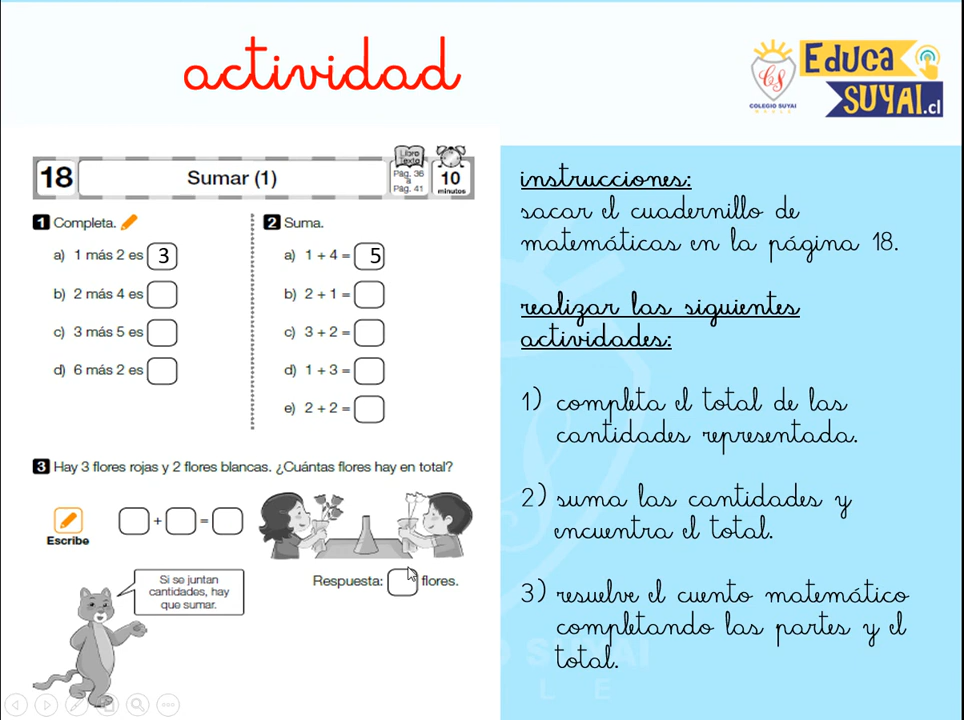 actividad
Educa
SUYAI.cl
CS
COLEGIO SUYAI
18
Sumar (1)
Libro
Texto
Pág. 36
a
Pág. 41
10
minutos
1 Completa.
a) 1 más 2 es 3
b) 2 más 4 es
c) 3 más 5 es
d) 6 más 2 es
2 Suma.
a) 1 + 4 = 5
b) 2 + 1 =
c) 3 + 2 =
d) 1 + 3 =
e) 2 + 2 =
3 Hay 3 flores rojas y 2 flores blancas. ¿Cuántas flores hay en total?
Escribe
+ =
Respuesta: flores.
Si se juntan
cantidades, hay
que sumar.
instrucciones:
sacar el cuadernillo de
matemáticas en la página 18.
realizar las siguientes
actividades:
1) completa el total de las
cantidades representada.
2) suma las cantidades y
encuentra el total.
3) resuelve el cuento matemático
completando las partes y el
total.